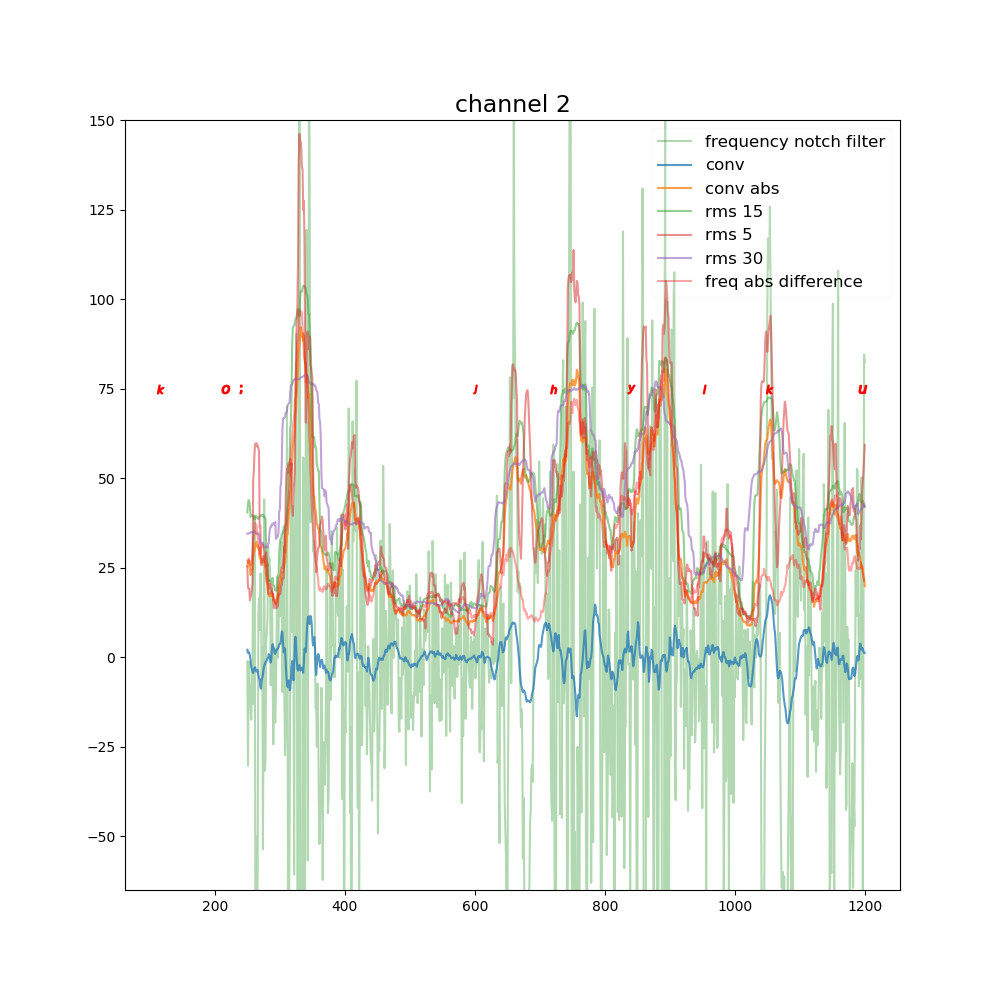 channel 2
150
frequency notch filter
conv
125
conv abs
rms 15
rms 5
rms 30
freq abs difference
100
75
k o ; j h y l k u
50
25
0
−25
−50
200 400 600 800 1000 1200